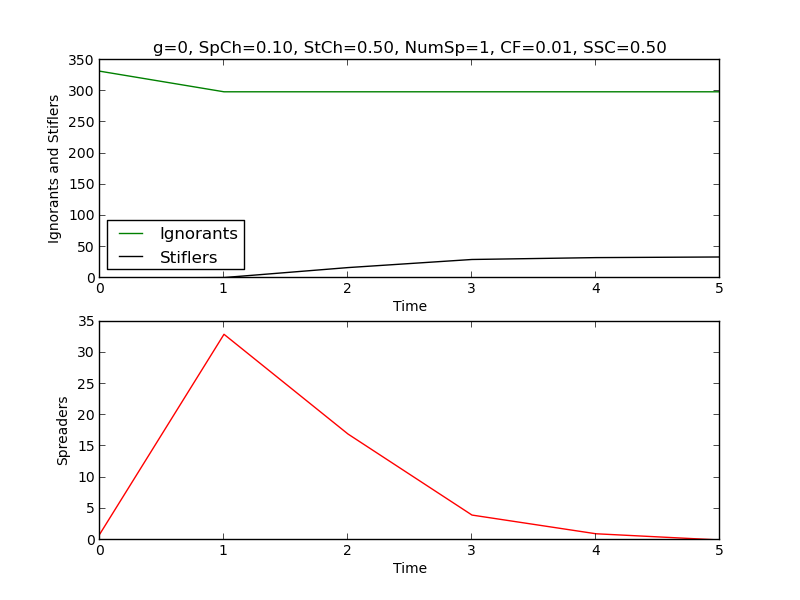 g=0, SpCh=0.10, StCh=0.50, NumSp=1, CF=0.01, SSC=0.50
350
300
250
200
150
100
50
0
Ignorants and Stiflers
Ignorants
Stiflers
0 1 2 3 4 5
Time
35
30
25
20
15
10
5
0
Spreaders
0 1 2 3 4 5
Time